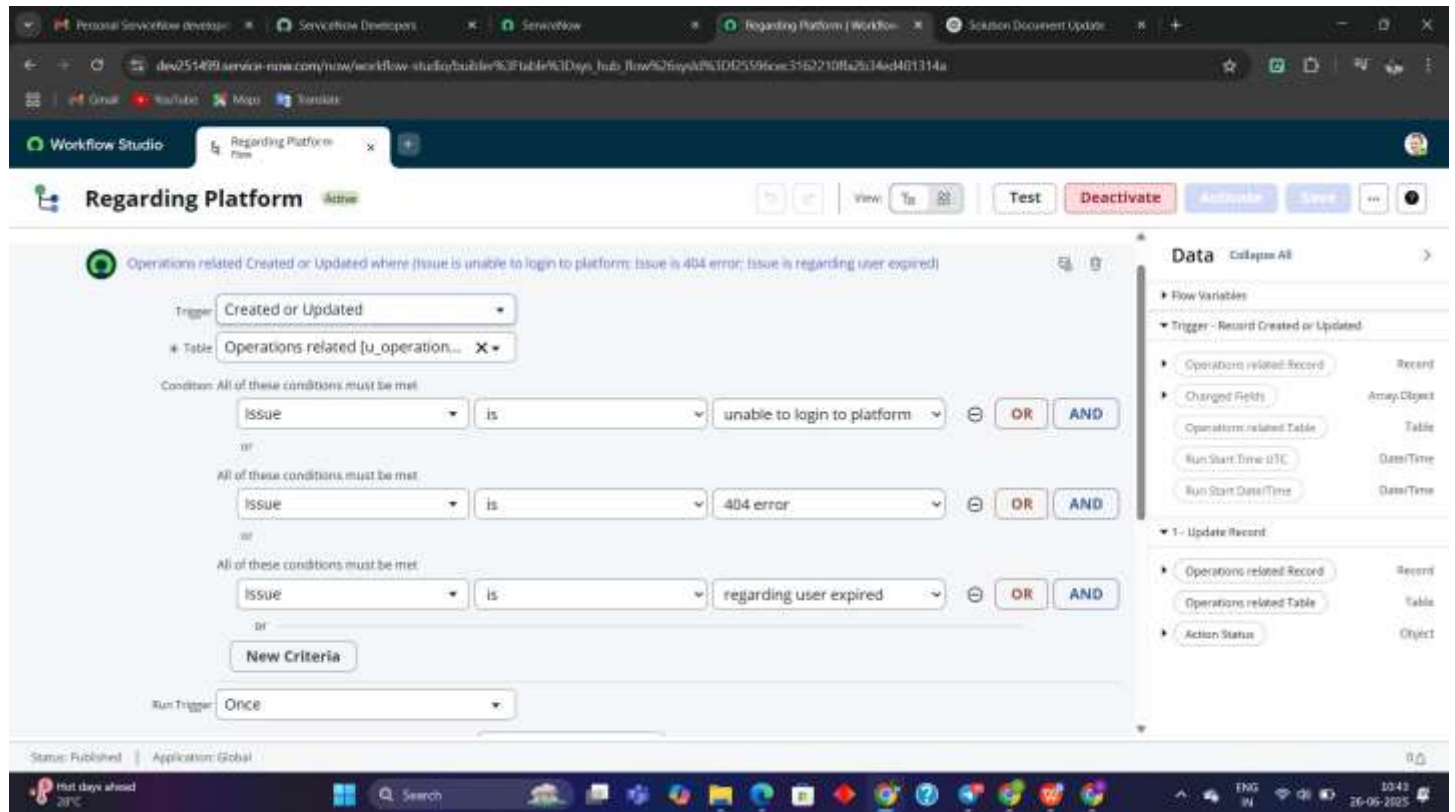 Personal ServiceNow develop
ServiceNow Developers
ServiceNow
Regarding Platform | Workflow
Solution Document Update
Gmail
YouTube
Maps
Translate
Workflow Studio
Regarding Platform
Flow
Regarding Platform
Active
View:
Test
Deactivate
Activate
Save
Operations related Created or Updated where (Issue is unable to login to platform; Issue is 404 error; Issue is regarding user expired)
Trigger
Created or Updated
* Table
Operations related [u_operation...
Condition All of these conditions must be met
Issue
is
unable to login to platform
OR
AND
or
All of these conditions must be met
Issue
is
404 error
OR
AND
or
All of these conditions must be met
Issue
is
regarding user expired
OR
AND
or
New Criteria
Run Trigger
Once
Data
Collapse All
Flow Variables
Trigger - Record Created or Updated
Operations related Record
Record
Changed Fields
Array.Object
Operations related Table
Table
Run Start Time UTC
Date/Time
Run Start Date/Time
Date/Time
1 - Update Record
Operations related Record
Record
Operations related Table
Table
Action Status
Object
Status: Published
Application: Global
Hot days ahead
28°C
Search
ENG
IN
10:43